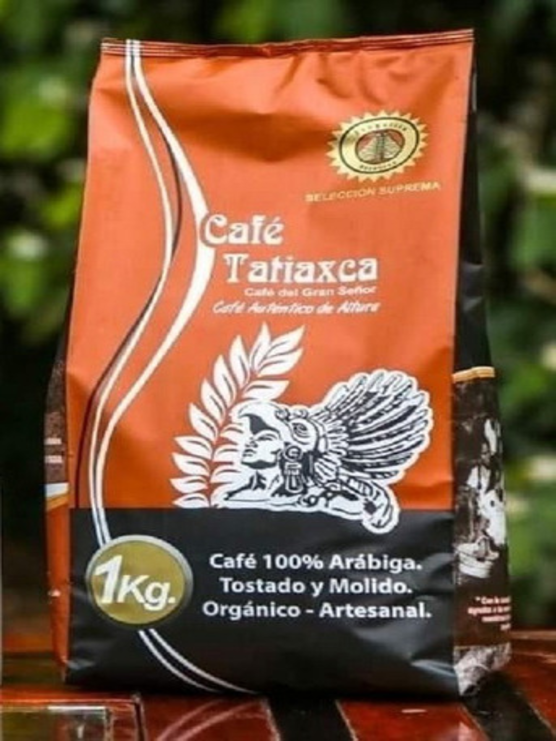 SELECCIÓN SUPREMA
Café
Tatiaxca
Café del Gran Señor
Café Auténtico de Altura
1Kg.
Café 100% Arábiga.
Tostado y Molido.
Orgánico - Artesanal.